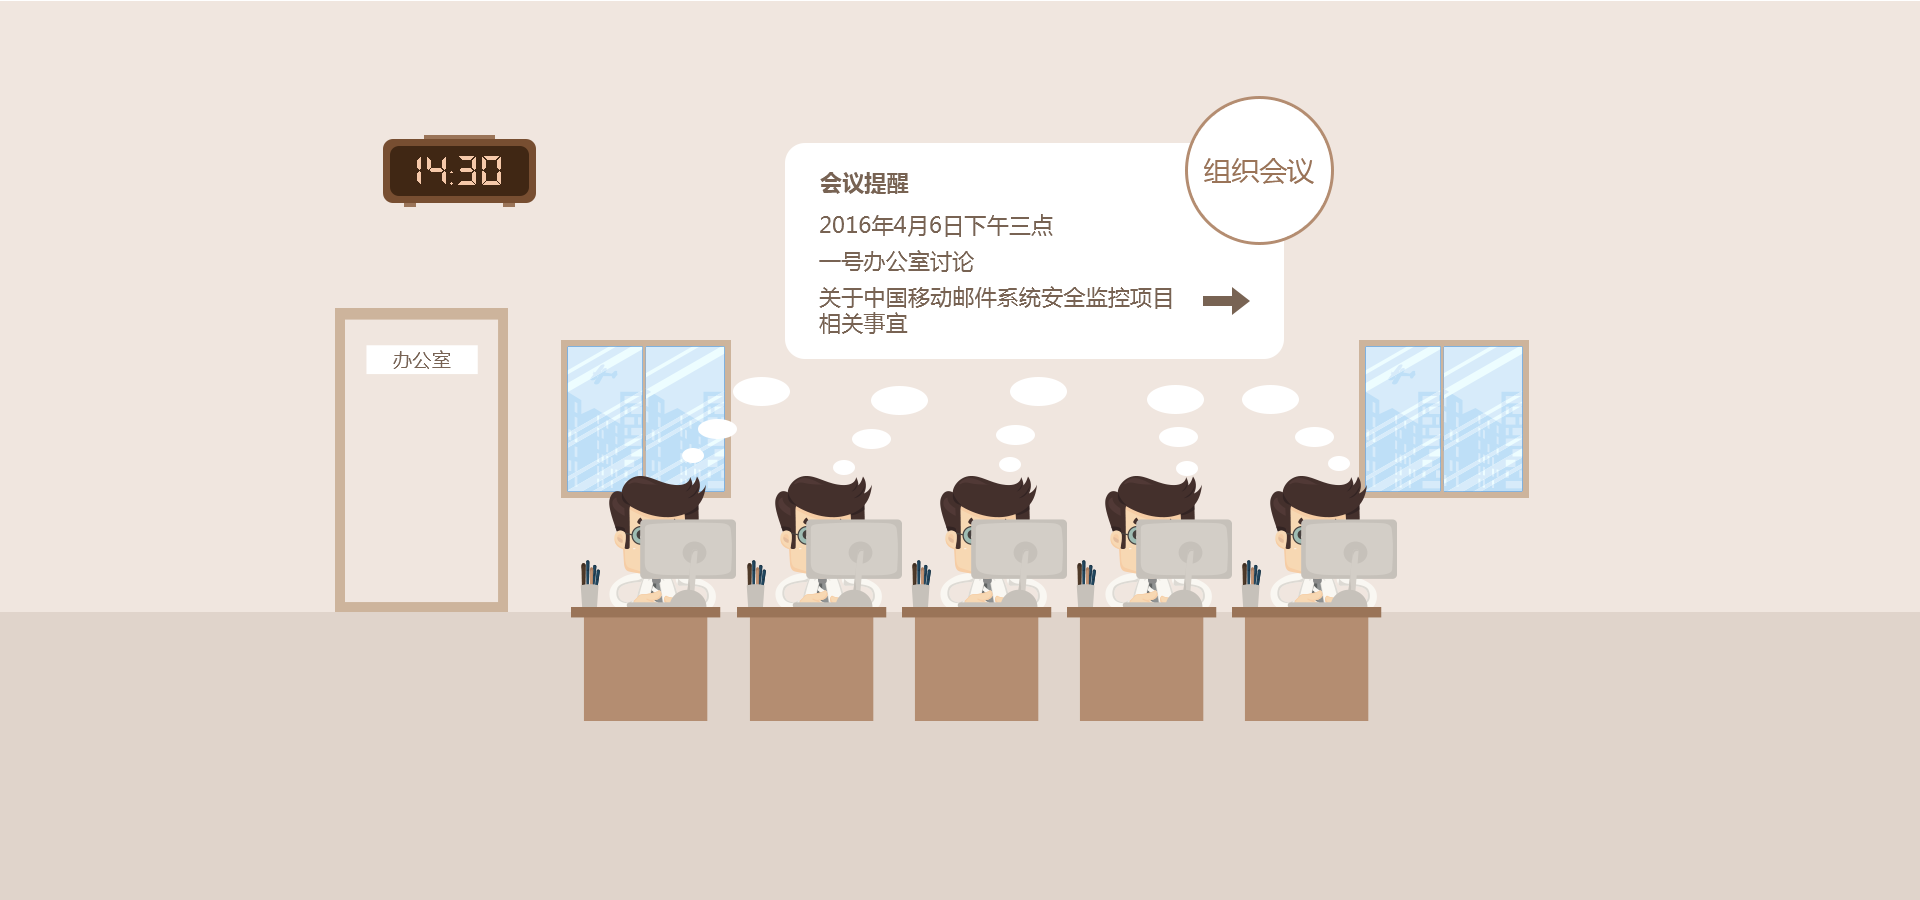 14:30
组织会议
会议提醒
2016年4月6日下午三点
一号办公室讨论
关于中国移动邮件系统安全监控项目
相关事宜
办公室